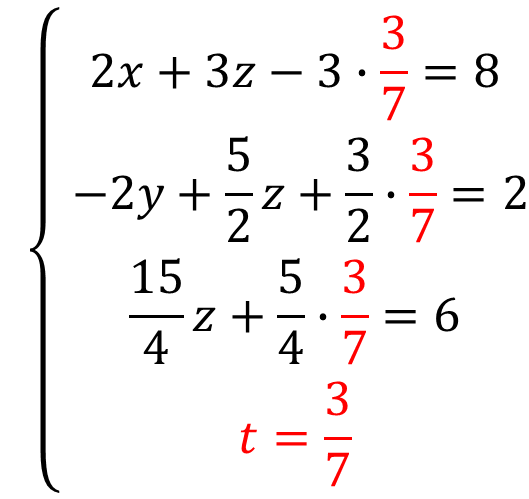 2x + 3z − 3 · 3/7 = 8
−2y + 5/2 z + 3/2 · 3/7 = 2
15/4 z + 5/4 · 3/7 = 6
t = 3/7